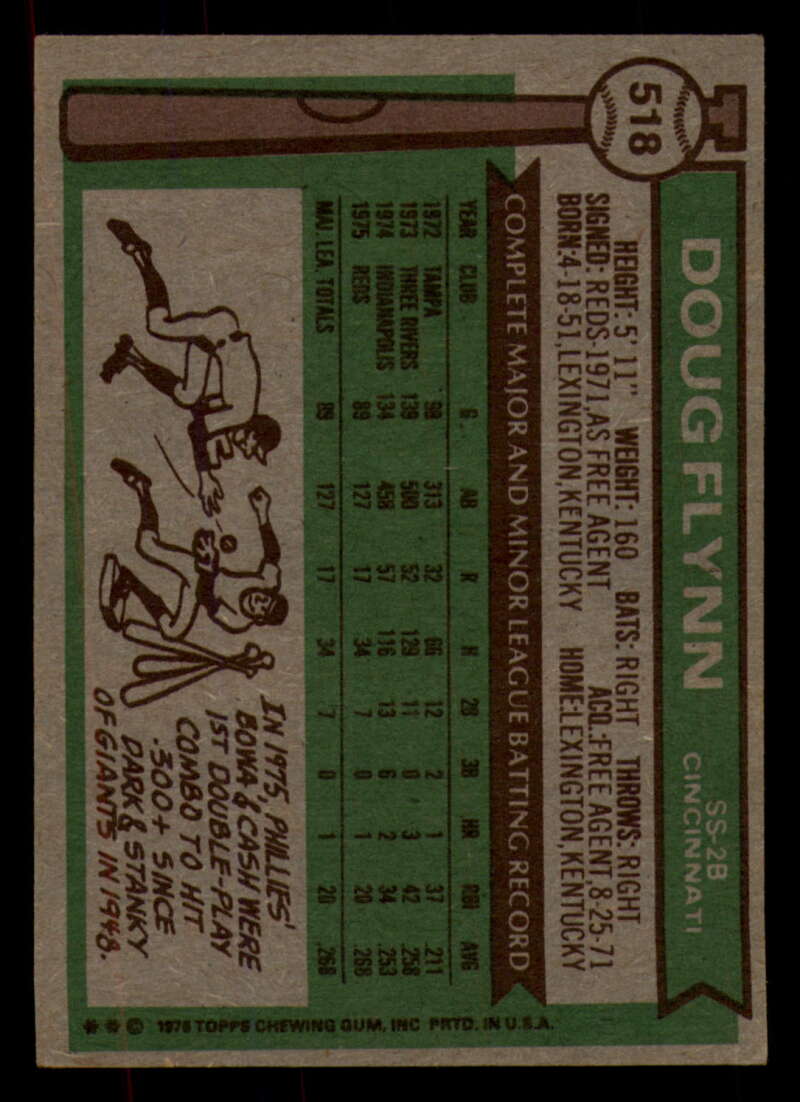 518
DOUG FLYNN
SS-2B
CINCINNATI
HEIGHT: 5' 11" WEIGHT: 160 BATS: RIGHT THROWS: RIGHT
SIGNED: REDS-1971, AS FREE AGENT ACQ.-FREE AGENT, 8-25-71
BORN: 4-18-51, LEXINGTON, KENTUCKY HOME: LEXINGTON, KENTUCKY
COMPLETE MAJOR AND MINOR LEAGUE BATTING RECORD
YEAR CLUB G AB R H 2B 3B HR RBI AVG
1972 TAMPA 98 313 32 66 12 2 1 37 .211
1973 THREE RIVERS 139 500 52 129 11 0 3 42 .258
1974 INDIANAPOLIS 134 458 57 116 13 6 2 34 .253
1975 REDS 89 127 17 34 7 0 1 20 .268
MAJ. LEA. TOTALS 89 127 17 34 7 0 1 20 .268
IN 1975, PHILLIES'
BOWA & CASH WERE
1ST DOUBLE-PLAY
COMBO TO HIT
.300+ SINCE
DARK & STANKY
OF GIANTS IN 1948.
** © 1976 TOPPS CHEWING GUM, INC PRTD. IN U.S.A.